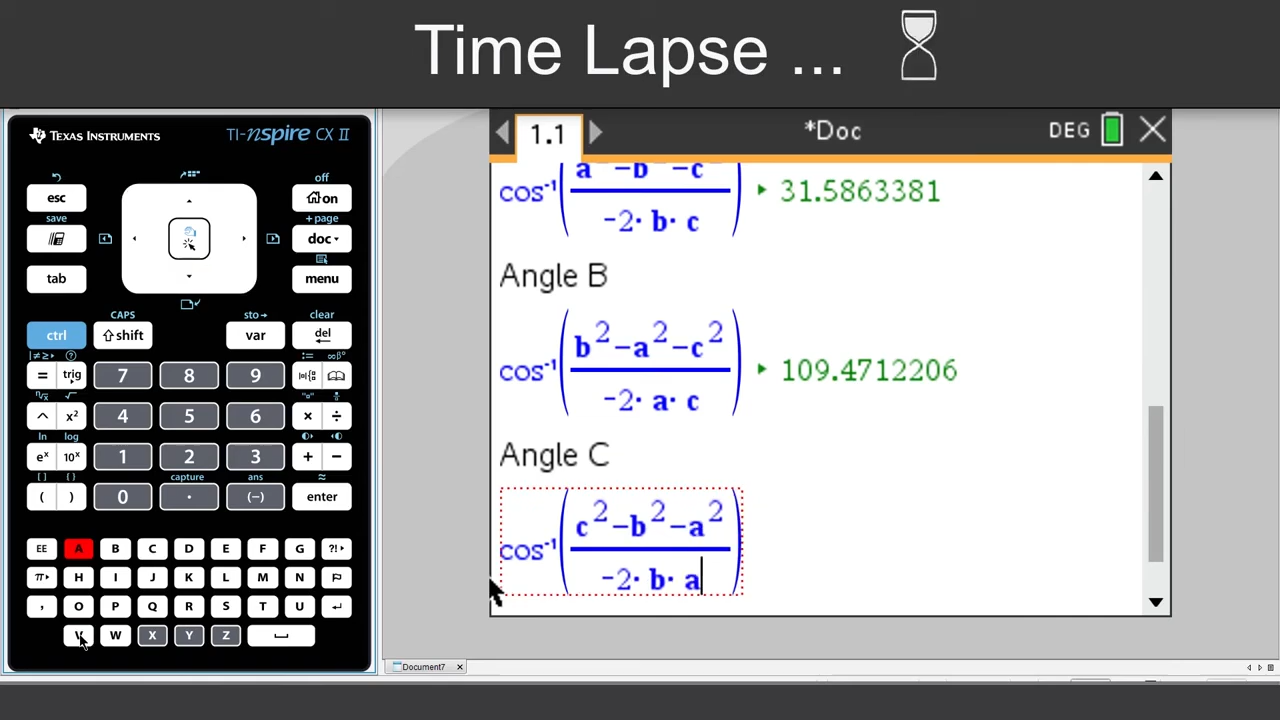 Time Lapse ...
TEXAS INSTRUMENTS TI-nspire CX II
off
esc on
save + page
doc
tab menu
CAPS sto→ clear
ctrl shift var del
|≠≥▸ ? := ∞β°
= trig 7 8 9
ⁿ√x √
^ x² 4 5 6 × ÷
ln log
eˣ 10ˣ 1 2 3 + −
[ ] { } capture ans ≈
( ) 0 . (−) enter
EE A B C D E F G ?!▸
π▸ H I J K L M N
, O P Q R S T U
V W X Y Z
1.1 *Doc DEG
cos⁻¹((a −b −c)/(-2· b· c)) ▸ 31.5863381
Angle B
cos⁻¹((b²−a²−c²)/(-2· a· c)) ▸ 109.4712206
Angle C
cos⁻¹((c²−b²−a²)/(-2· b· a))
Document7